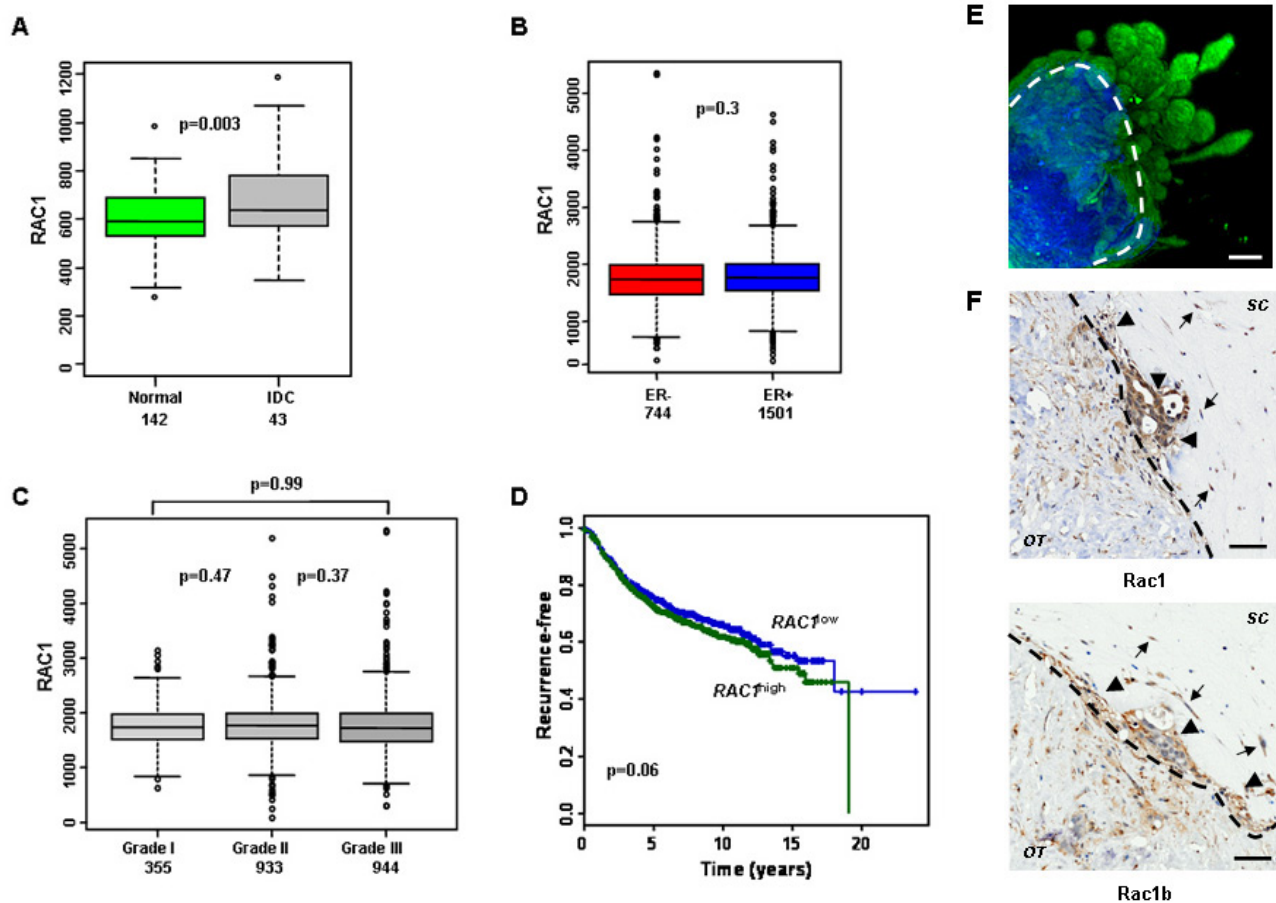 A
RAC1
0
200
400
600
800
1000
1200
p=0.003
Normal
142
IDC
43
B
RAC1
0
1000
2000
3000
4000
5000
p=0.3
ER-
744
ER+
1501
C
p=0.99
RAC1
0
1000
2000
3000
4000
5000
p=0.47
p=0.37
Grade I
355
Grade II
933
Grade III
944
D
Recurrence-free
0.0
0.2
0.4
0.6
0.8
1.0
RAC1low
RAC1high
p=0.06
0 5 10 15 20
Time (years)
E
F
SC
OT
Rac1
SC
OT
Rac1b